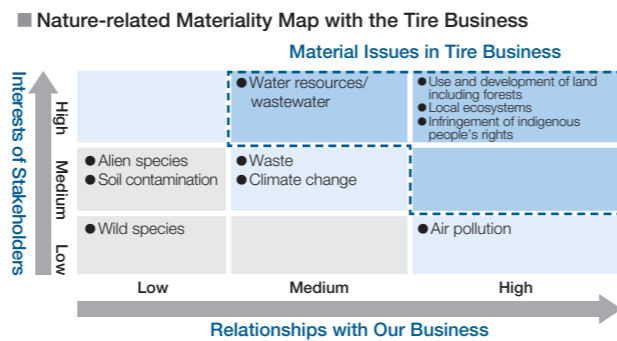 ■ Nature-related Materiality Map with the Tire Business
Material Issues in Tire Business
Interests of Stakeholders
High
Medium
Low
● Water resources/
wastewater
● Use and development of land
including forests
● Local ecosystems
● Infringement of indigenous
people's rights
● Alien species
● Soil contamination
● Waste
● Climate change
● Wild species
● Air pollution
Low
Medium
High
Relationships with Our Business